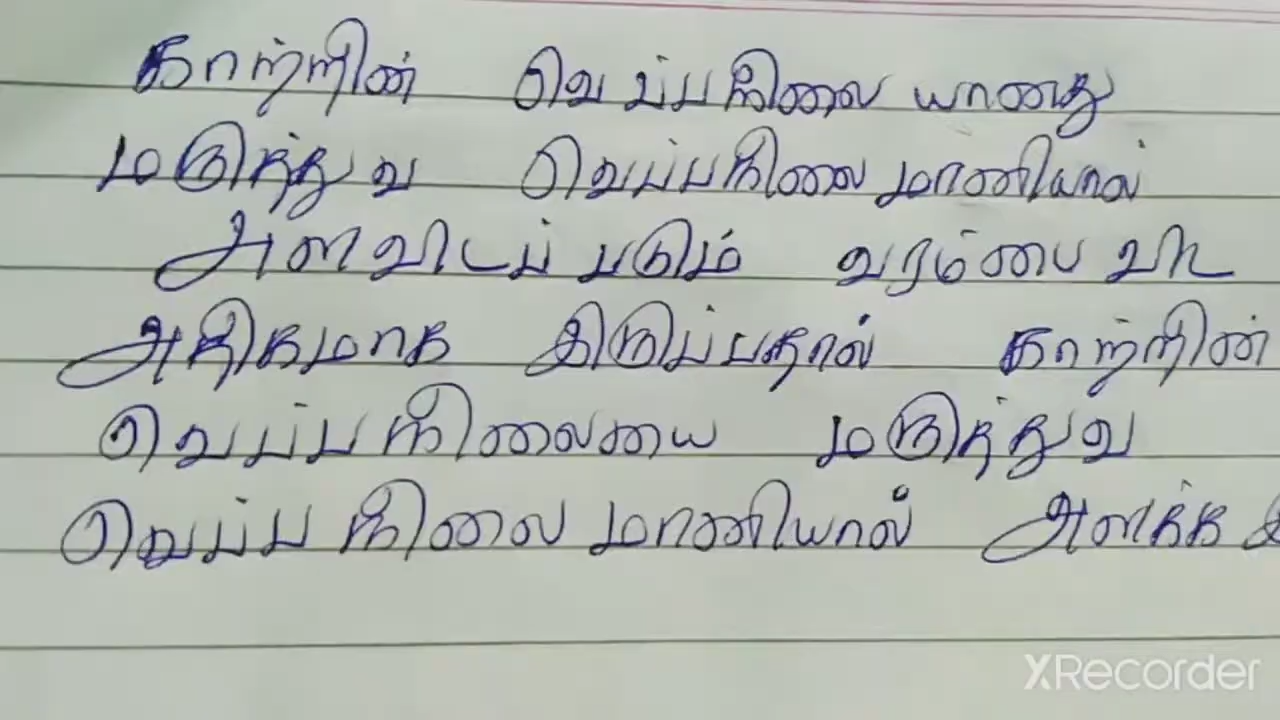 காற்றின் வெப்பநிலை யானது
மருத்துவ வெப்பநிலை மானியால்
அளவிடப் படும் வரம்பை விட
அதிகமாக இருப்பதால் காற்றின்
வெப்பநிலையை மருத்துவ
வெப்பநிலை மானியால் அளக்க
XRecorder